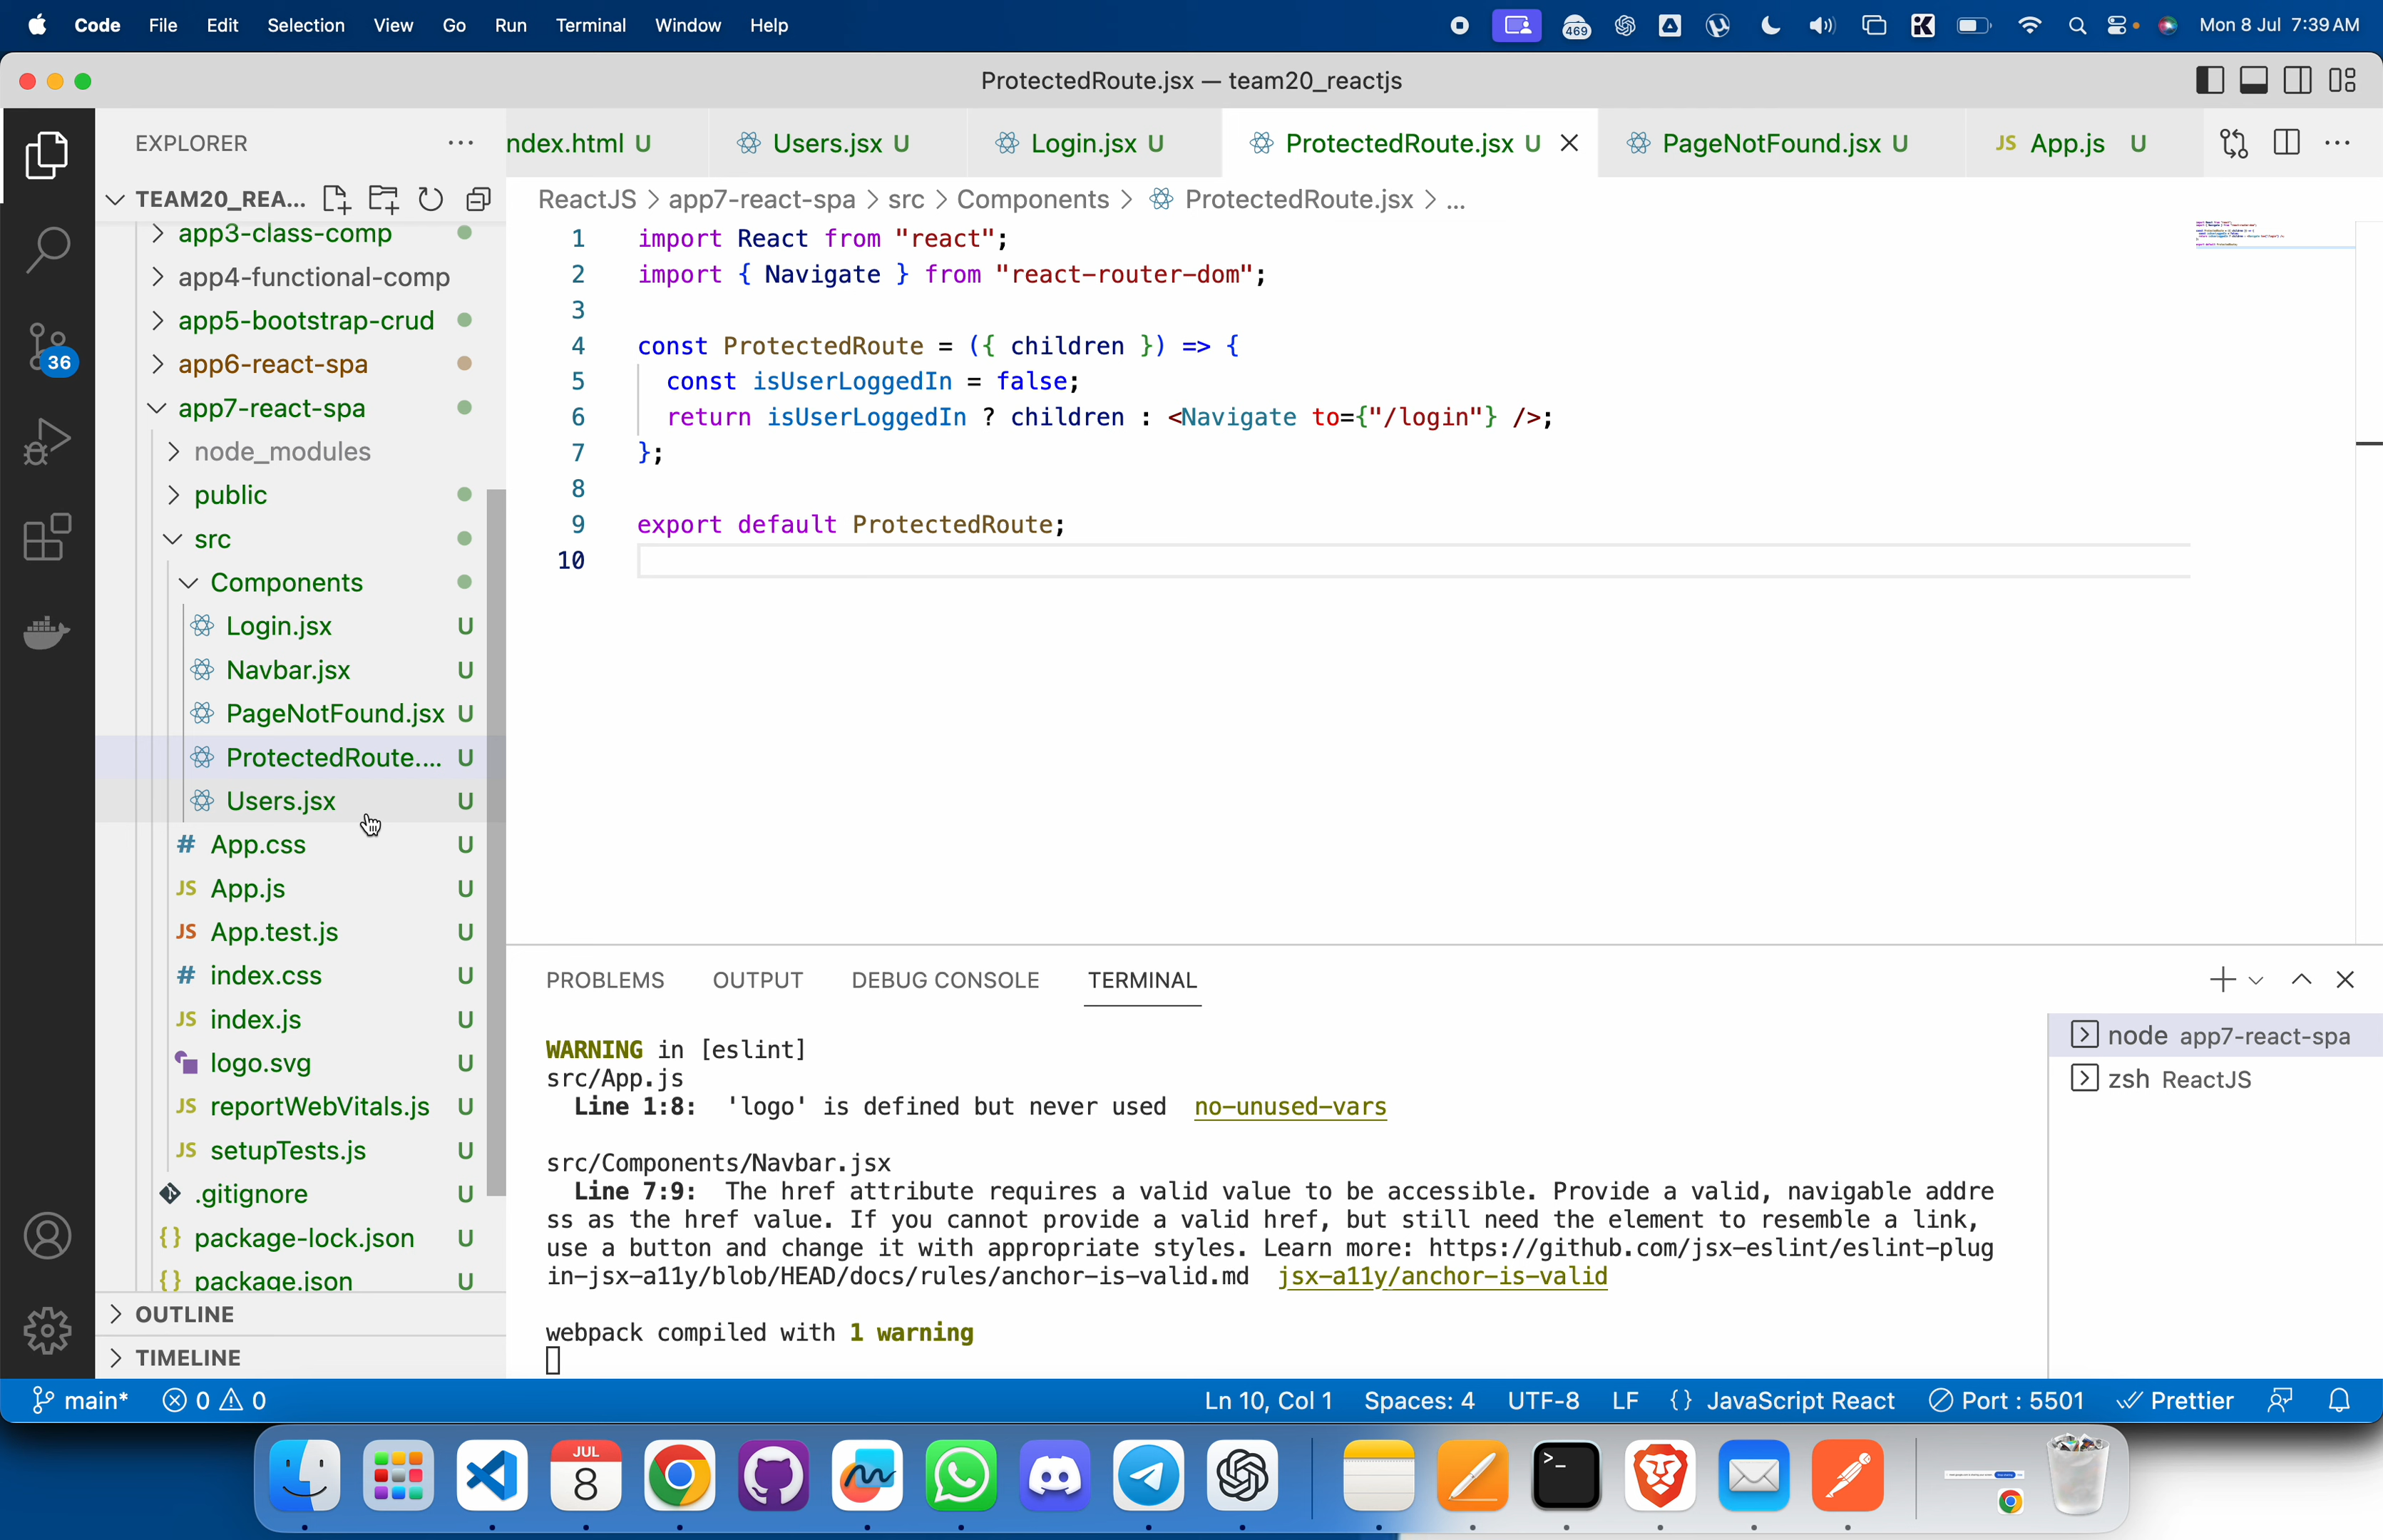 Code File Edit Selection View Go Run Terminal Window Help 469 Mon 8 Jul 7:39 AM
ProtectedRoute.jsx — team20_reactjs
EXPLORER
ndex.html U Users.jsx U Login.jsx U ProtectedRoute.jsx U PageNotFound.jsx U JS App.js U
TEAM20_REA...
ReactJS > app7-react-spa > src > Components > ProtectedRoute.jsx > ...
app3-class-comp
app4-functional-comp
app5-bootstrap-crud
app6-react-spa
36
app7-react-spa
node_modules
public
src
Components
Login.jsx U
Navbar.jsx U
PageNotFound.jsx U
ProtectedRoute.... U
Users.jsx U
# App.css U
JS App.js U
JS App.test.js U
# index.css U
JS index.js U
logo.svg U
JS reportWebVitals.js U
JS setupTests.js U
.gitignore U
{} package-lock.json U
{} package.json U
OUTLINE
TIMELINE
1 import React from "react";
2 import { Navigate } from "react-router-dom";
3
4 const ProtectedRoute = ({ children }) => {
5 const isUserLoggedIn = false;
6 return isUserLoggedIn ? children : <Navigate to={"/login"} />;
7 };
8
9 export default ProtectedRoute;
10
PROBLEMS OUTPUT DEBUG CONSOLE TERMINAL
WARNING in [eslint]
src/App.js
Line 1:8: 'logo' is defined but never used no-unused-vars
src/Components/Navbar.jsx
Line 7:9: The href attribute requires a valid value to be accessible. Provide a valid, navigable addre
ss as the href value. If you cannot provide a valid href, but still need the element to resemble a link,
use a button and change it with appropriate styles. Learn more: https://github.com/jsx-eslint/eslint-plug
in-jsx-a11y/blob/HEAD/docs/rules/anchor-is-valid.md jsx-a11y/anchor-is-valid
webpack compiled with 1 warning
node app7-react-spa
zsh ReactJS
main* 0 0 Ln 10, Col 1 Spaces: 4 UTF-8 LF {} JavaScript React Port : 5501 Prettier
JUL
8